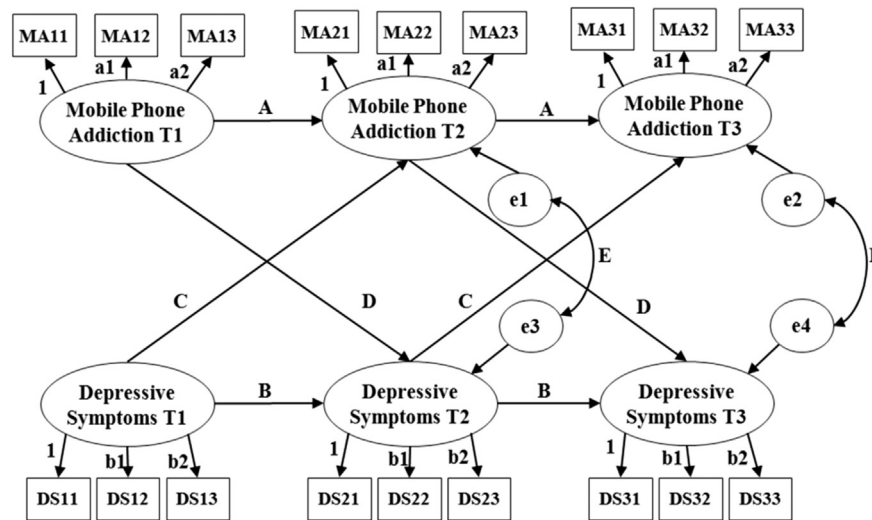 MA11 MA12 MA13 MA21 MA22 MA23 MA31 MA32 MA33
1 a1 a2 1 a1 a2 1 a1 a2
Mobile Phone
Addiction T1
A
Mobile Phone
Addiction T2
A
Mobile Phone
Addiction T3
e1 e2
C D E C D
e3 e4
Depressive
Symptoms T1
B
Depressive
Symptoms T2
B
Depressive
Symptoms T3
1 b1 b2 1 b1 b2 1 b1 b2
DS11 DS12 DS13 DS21 DS22 DS23 DS31 DS32 DS33